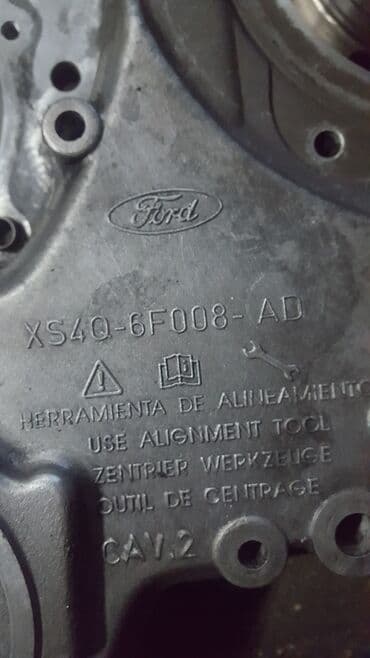 Ford
XS4Q-6F008-AD
HERRAMIENTA DE ALINEAMIENTO
USE ALIGNMENT TOOL
ZENTRIER WERKZEUGE
OUTIL DE CENTRAGE
CAV.2